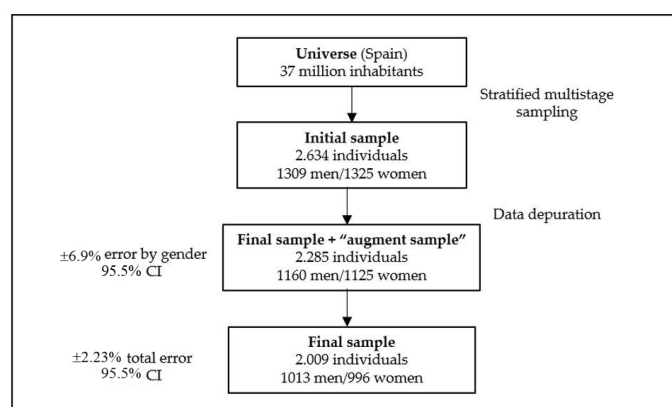 Universe (Spain)
37 million inhabitants
Stratified multistage
sampling
Initial sample
2.634 individuals
1309 men/1325 women
Data depuration
Final sample + “augment sample”
2.285 individuals
1160 men/1125 women
±6.9% error by gender
95.5% CI
Final sample
2.009 individuals
1013 men/996 women
±2.23% total error
95.5% CI